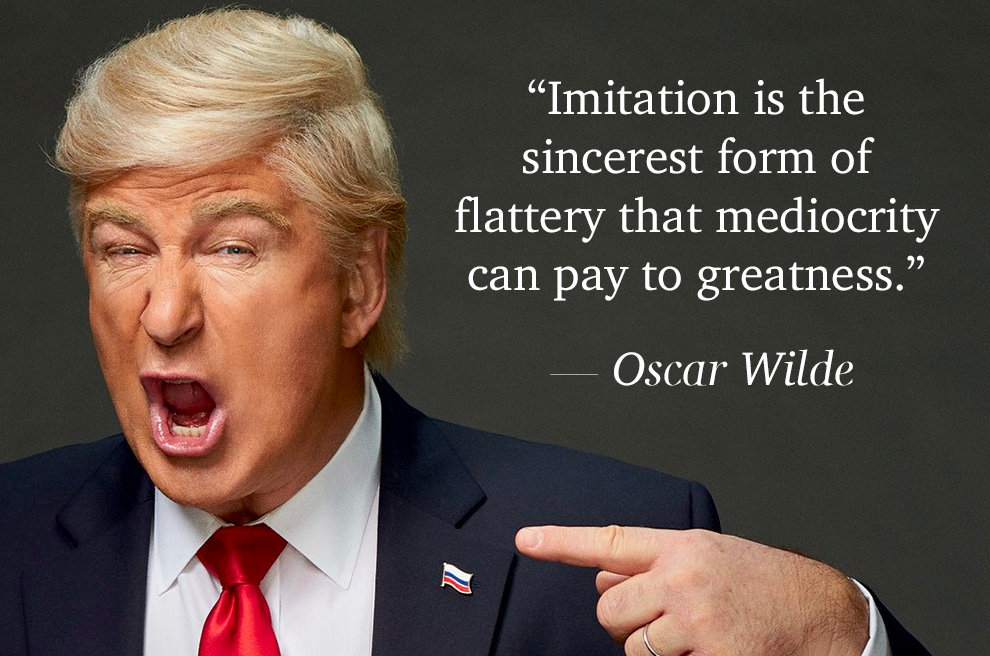 “Imitation is the
sincerest form of
flattery that mediocrity
can pay to greatness.”
— Oscar Wilde